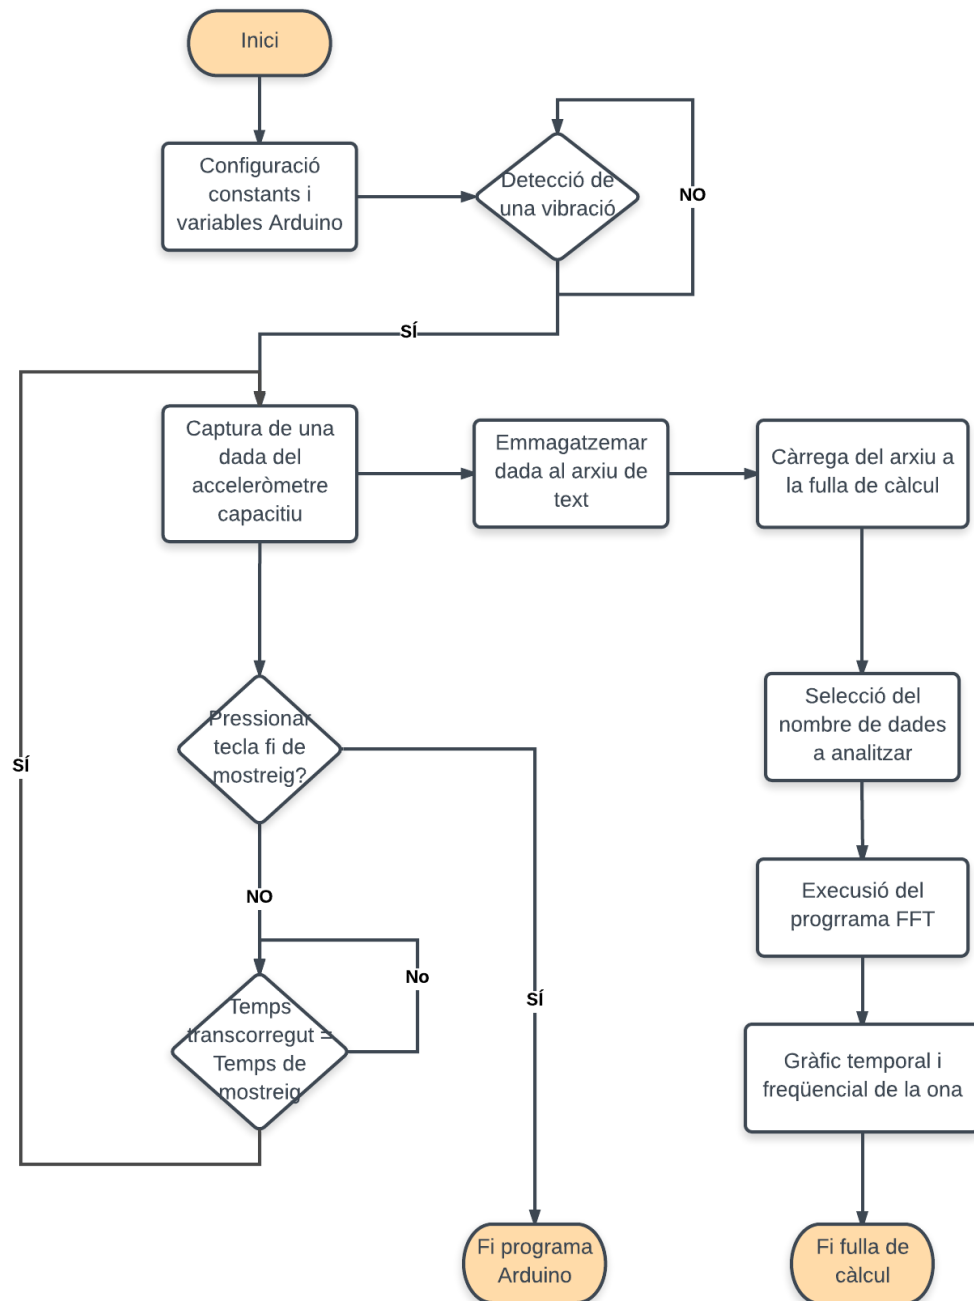 Inici
Configuració
constants i
variables Arduino
Detecció de
una vibració
NO
SÍ
Captura de una
dada del
acceleròmetre
capacitiu
Emmagatzemar
dada al arxiu de
text
Càrrega del arxiu a
la fulla de càlcul
Pressionar
tecla fi de
mostreig?
Selecció del
nombre de dades
a analitzar
SÍ
NO
Execusió del
progrrama FFT
No
SÍ
Temps
transcorregut =
Temps de
mostreig
Gràfic temporal i
freqüencial de la ona
Fi programa
Arduino
Fi fulla de
càlcul